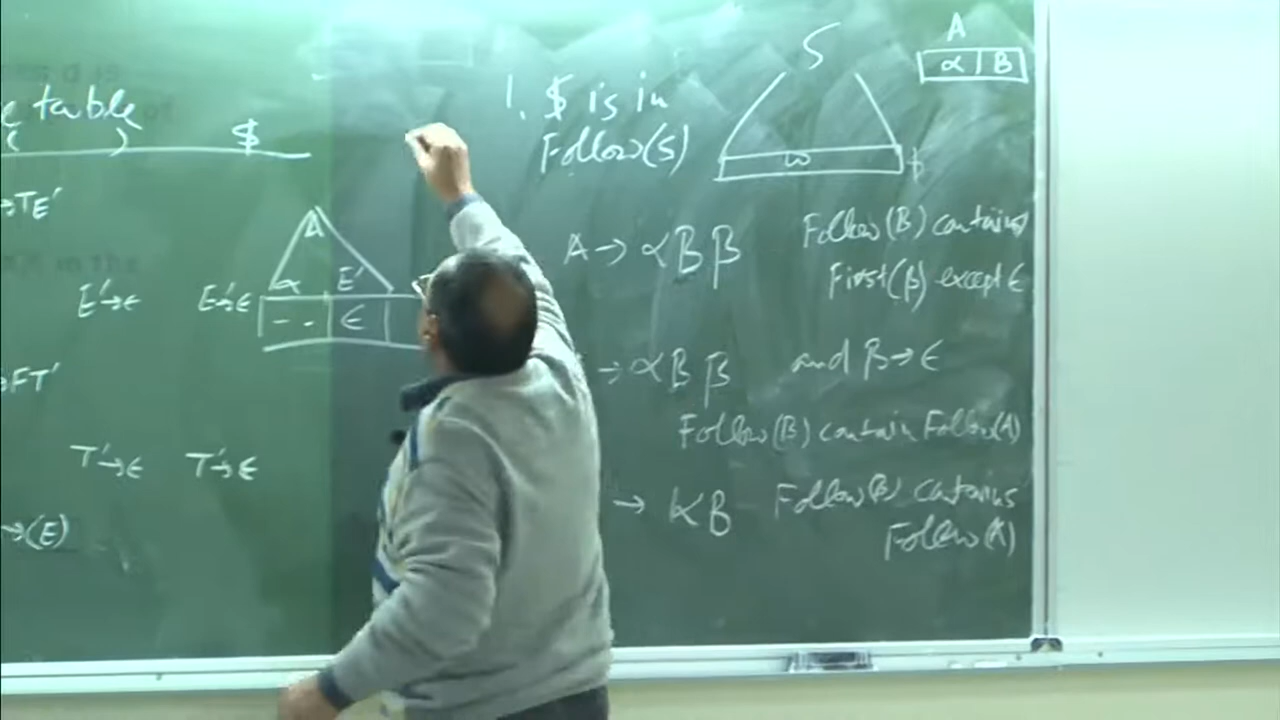 e table
( ) $
→TE′
E′→ϵ E′→ϵ
→FT′
T′→ϵ T′→ϵ
→(E)
A
α E′
-- ϵ
1. $ is in
Follow(S)
S
w $
A
α B
A → αBβ Follow(B) contains
First(β) except ϵ
→ αBβ and β→ϵ
Follow(B) contain Follow(A)
→ αB Follow(B) contains
Follow(A)